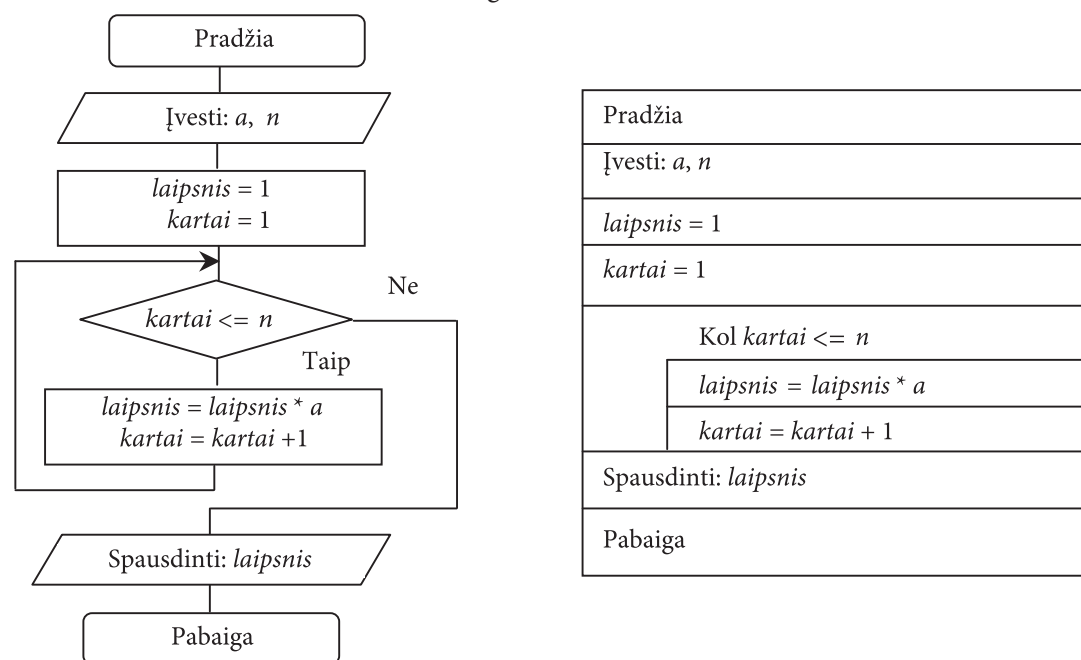 Pradžia
Įvesti: a, n
laipsnis = 1
kartai = 1
Ne
kartai <= n
Taip
laipsnis = laipsnis * a
kartai = kartai +1
Spausdinti: laipsnis
Pabaiga
Pradžia
Įvesti: a, n
laipsnis = 1
kartai = 1
Kol kartai <= n
laipsnis = laipsnis * a
kartai = kartai + 1
Spausdinti: laipsnis
Pabaiga